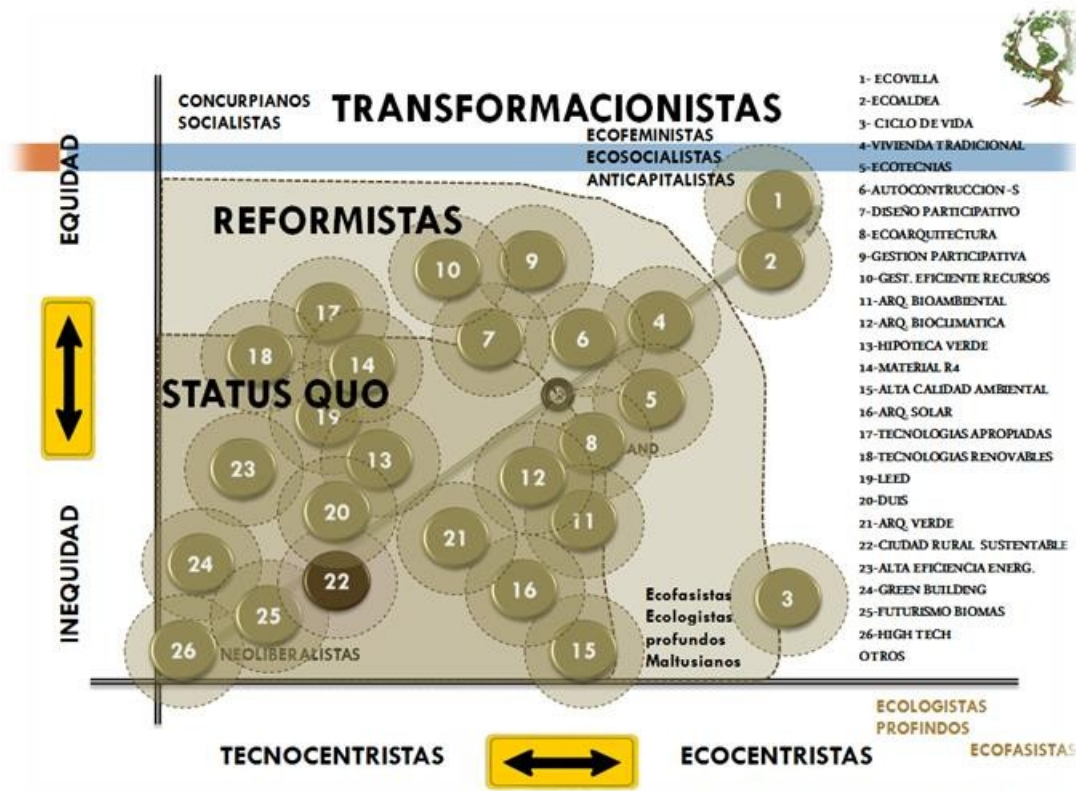 CONCURPIANOS
SOCIALISTAS
TRANSFORMACIONISTAS
ECOFEMINISTAS
ECOSOCIALISTAS
ANTICAPITALISTAS
EQUIDAD
INEQUIDAD
REFORMISTAS
STATUS QUO
1
2
9
10
17
4
7
6
18
14
5
19
8
AND
23
13
12
20
11
21
24
22
16
3
25
26
15
NEOLIBERALISTAS
Ecofasistas
Ecologistas
profundos
Maltusianos
1- ECOVILLA
2-ECOALDEA
3- CICLO DE VIDA
4-VIVIENDA TRADICIONAL
5-ECOTECNIAS
6-AUTOCONTRUCCION-S
7-DISEÑO PARTICIPATIVO
8-ECOARQUITECTURA
9-GESTION PARTICIPATIVA
10-GEST. EFICIENTE RECURSOS
11-ARQ. BIOAMBIENTAL
12-ARQ. BIOCLIMATICA
13-HIPOTECA VERDE
14-MATERIAL R4
15-ALTA CALIDAD AMBIENTAL
16-ARQ. SOLAR
17-TECNOLOGIAS APROPIADAS
18-TECNOLOGIAS RENOVABLES
19-LEED
20-DUIS
21-ARQ. VERDE
22-CIUDAD RURAL SUSTENTABLE
23-ALTA EFICIENCIA ENERG.
24-GREEN BUILDING
25-FUTURISMO BIOMAS
26-HIGH TECH
OTROS
ECOLOGISTAS
PROFINDOS
ECOFASISTAS
TECNOCENTRISTAS
ECOCENTRISTAS